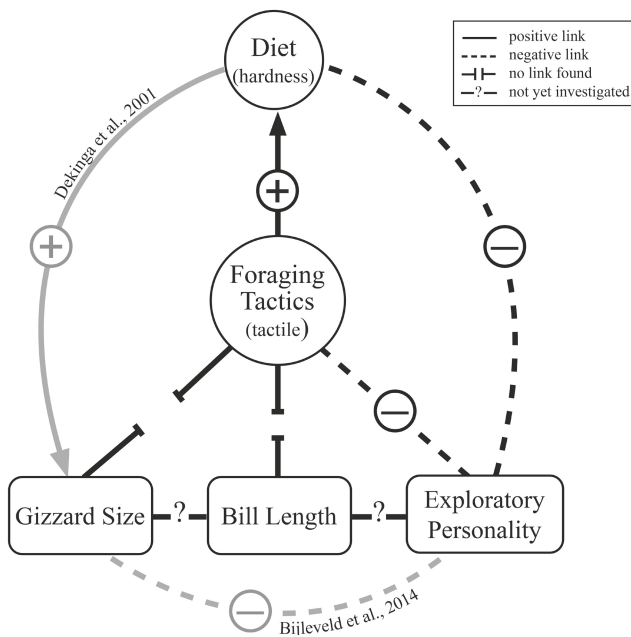 Diet
(hardness)
positive link
negative link
no link found
?
not yet investigated
Dekinga et al., 2001
+
+
−
Foraging
Tactics
(tactile)
−
Gizzard Size
?
Bill Length
?
Exploratory
Personality
−
Bijleveld et al., 2014